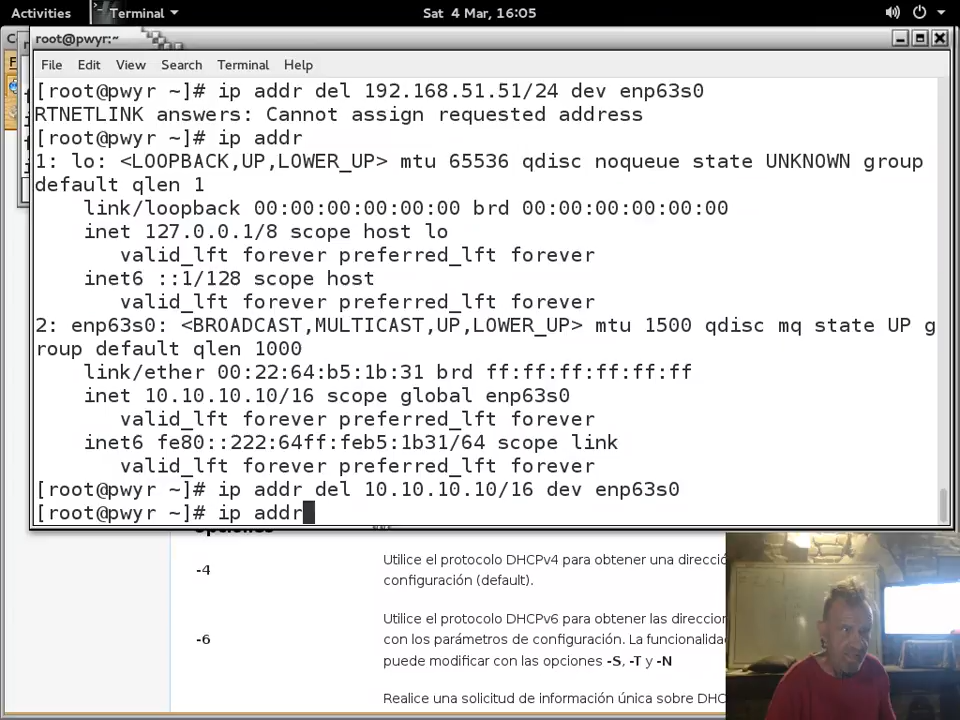 Activities
Terminal
Sat 4 Mar, 16:05
root@pwyr:~
File Edit View Search Terminal Help
[root@pwyr ~]# ip addr del 192.168.51.51/24 dev enp63s0
RTNETLINK answers: Cannot assign requested address
[root@pwyr ~]# ip addr
1: lo: <LOOPBACK,UP,LOWER_UP> mtu 65536 qdisc noqueue state UNKNOWN group
default qlen 1
link/loopback 00:00:00:00:00:00 brd 00:00:00:00:00:00
inet 127.0.0.1/8 scope host lo
valid_lft forever preferred_lft forever
inet6 ::1/128 scope host
valid_lft forever preferred_lft forever
2: enp63s0: <BROADCAST,MULTICAST,UP,LOWER_UP> mtu 1500 qdisc mq state UP g
roup default qlen 1000
link/ether 00:22:64:b5:1b:31 brd ff:ff:ff:ff:ff:ff
inet 10.10.10.10/16 scope global enp63s0
valid_lft forever preferred_lft forever
inet6 fe80::222:64ff:feb5:1b31/64 scope link
valid_lft forever preferred_lft forever
[root@pwyr ~]# ip addr del 10.10.10.10/16 dev enp63s0
[root@pwyr ~]# ip addr
-4
Utilice el protocolo DHCPv4 para obtener una direcció
configuración (default).
-6
Utilice el protocolo DHCPv6 para obtener las direccion
con los parámetros de configuración. La funcionalidad
puede modificar con las opciones -S, -T y -N
Realice una solicitud de información única sobre DHC